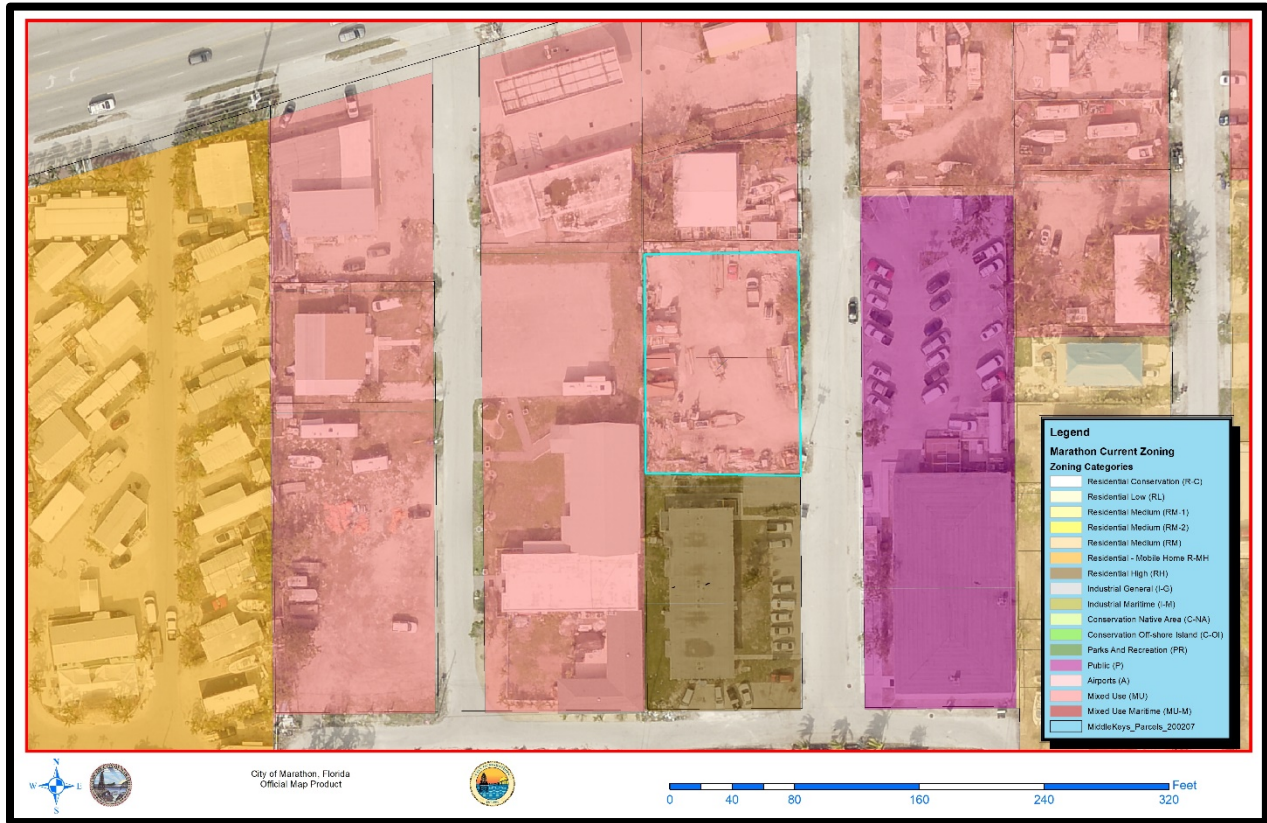 Legend
Marathon Current Zoning
Zoning Categories
Residential Conservation (R-C)
Residential Low (RL)
Residential Medium (RM-1)
Residential Medium (RM-2)
Residential Medium (RM)
Residential - Mobile Home R-MH
Residential High (RH)
Industrial General (I-G)
Industrial Maritime (I-M)
Conservation Native Area (C-NA)
Conservation Off-shore Island (C-OI)
Parks And Recreation (PR)
Public (P)
Airports (A)
Mixed Use (MU)
Mixed Use Maritime (MU-M)
MiddleKeys_Parcels_200207
N
W E
S
City of Marathon, Florida
Official Map Product
Feet
0 40 80 160 240 320